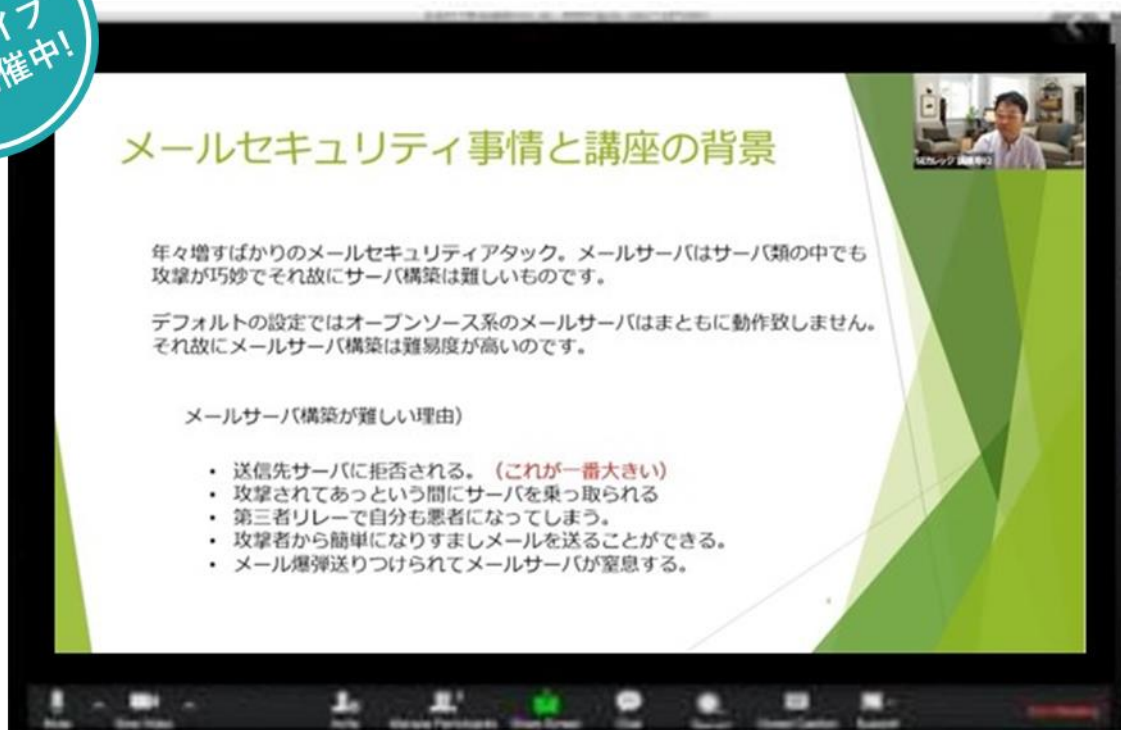 イブ
催中!
メールセキュリティ事情と講座の背景
年々増すばかりのメールセキュリティアタック。メールサーバはサーバ類の中でも
攻撃が巧妙でそれ故にサーバ構築は難しいものです。
デフォルトの設定ではオープンソース系のメールサーバはまともに動作致しません。
それ故にメールサーバ構築は難易度が高いのです。
メールサーバ構築が難しい理由)
• 送信先サーバに拒否される。(これが一番大きい)
• 攻撃されてあっという間にサーバを乗っ取られる
• 第三者リレーで自分も悪者になってしまう。
• 攻撃者から簡単になりすましメールを送ることができる。
• メール爆弾送りつけられてメールサーバが窒息する。
SEカレッジ
Manage Participants
Share Screen
Chat